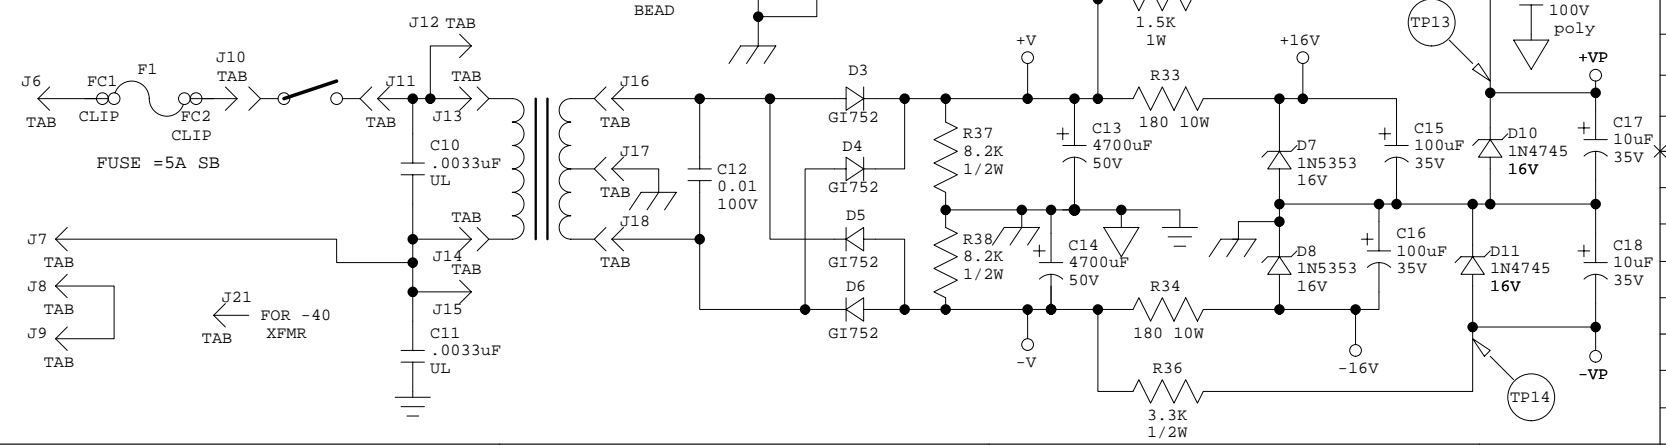 BEAD
1.5K
1W
TP13
100V
poly
+VP
J12 TAB
J6
TAB
FC1
CLIP
F1
FC2
CLIP
J10
TAB
J11
TAB
TAB
J13
FUSE =5A SB
C10
.0033uF
UL
J7
TAB
J8
TAB
J9
TAB
J21
TAB
FOR -40
XFMR
TAB
J14
TAB
J15
C11
.0033uF
UL
J16
TAB
J17
TAB
J18
TAB
C12
0.01
100V
D3
GI752
D4
GI752
D5
GI752
D6
GI752
+V
R37
8.2K
1/2W
R38
8.2K
1/2W
C13
4700uF
50V
+
C14
4700uF
50V
+
-V
R33
180 10W
R34
180 10W
R36
3.3K
1/2W
+16V
D7
1N5353
16V
D8
1N5353
16V
C15
100uF
35V
+
C16
100uF
35V
+
-16V
D10
1N4745
16V
D11
1N4745
16V
C17
10uF
35V
+
C18
10uF
35V
+
-VP
TP14